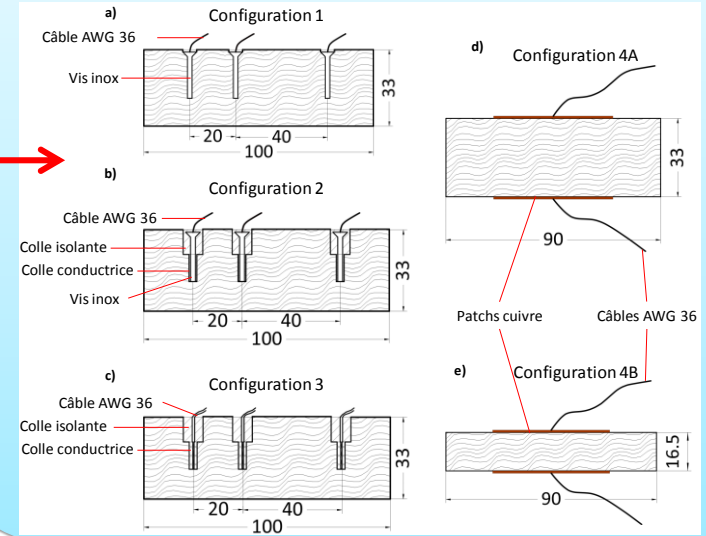 a)
Configuration 1
Câble AWG 36
Vis inox
20
40
100
33
b)
Configuration 2
Câble AWG 36
Colle isolante
Colle conductrice
Vis inox
20
40
100
33
c)
Configuration 3
Câble AWG 36
Colle isolante
Colle conductrice
20
40
100
33
d)
Configuration 4A
33
90
Patchs cuivre
Câbles AWG 36
e)
Configuration 4B
16.5
90